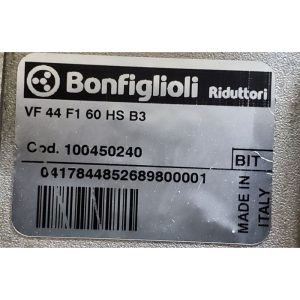 Bonfiglioli Riduttori
VF 44 F1 60 HS B3
Cod. 100450240
BIT
0417844852689800001
MADE IN
ITALY